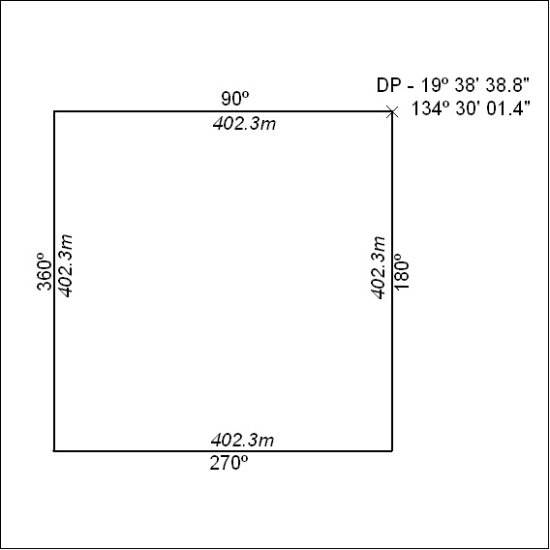 DP - 19º 38' 38.8"
134º 30' 01.4"
90º
402.3m
360º
402.3m
402.3m
180º
402.3m
270º